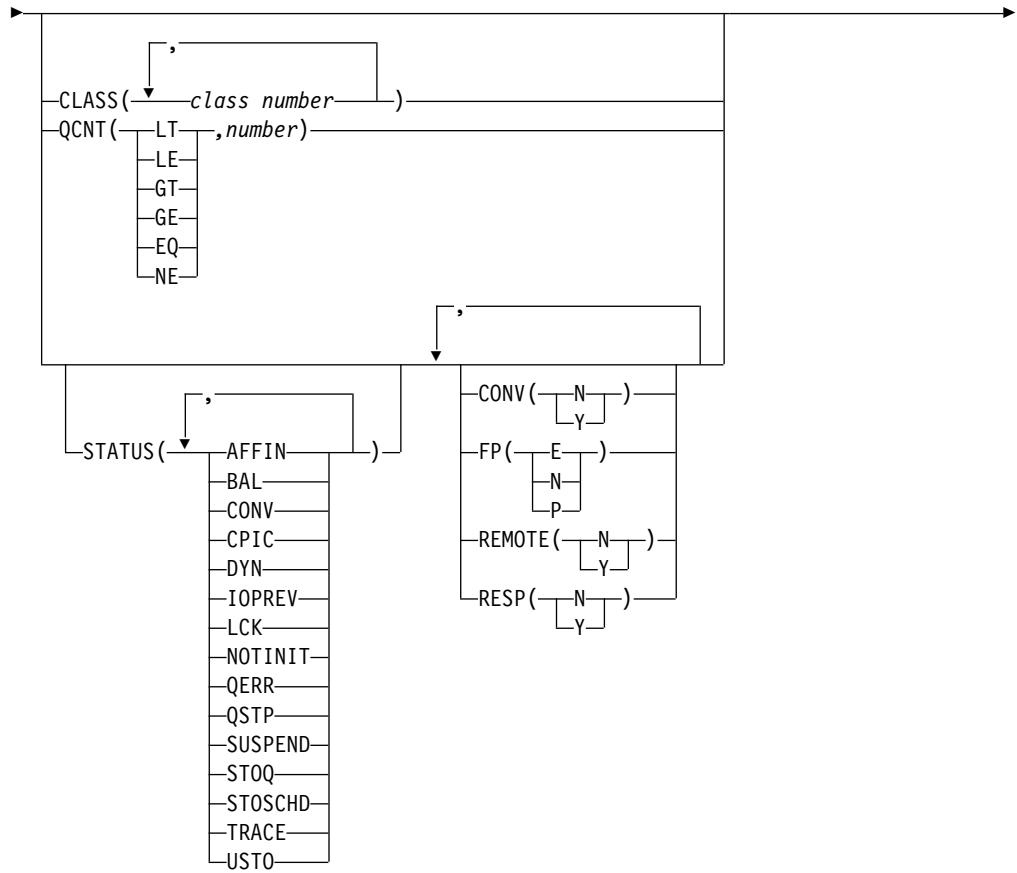 ,
CLASS( class number )
QCNT( LT ,number)
LE
GT
GE
EQ
NE
,
,
STATUS( AFFIN )
BAL
CONV
CPIC
DYN
IOPREV
LCK
NOTINIT
QERR
QSTP
SUSPEND
STOQ
STOSCHD
TRACE
USTO
CONV( N )
Y
FP( E )
N
P
REMOTE( N )
Y
RESP( N )
Y